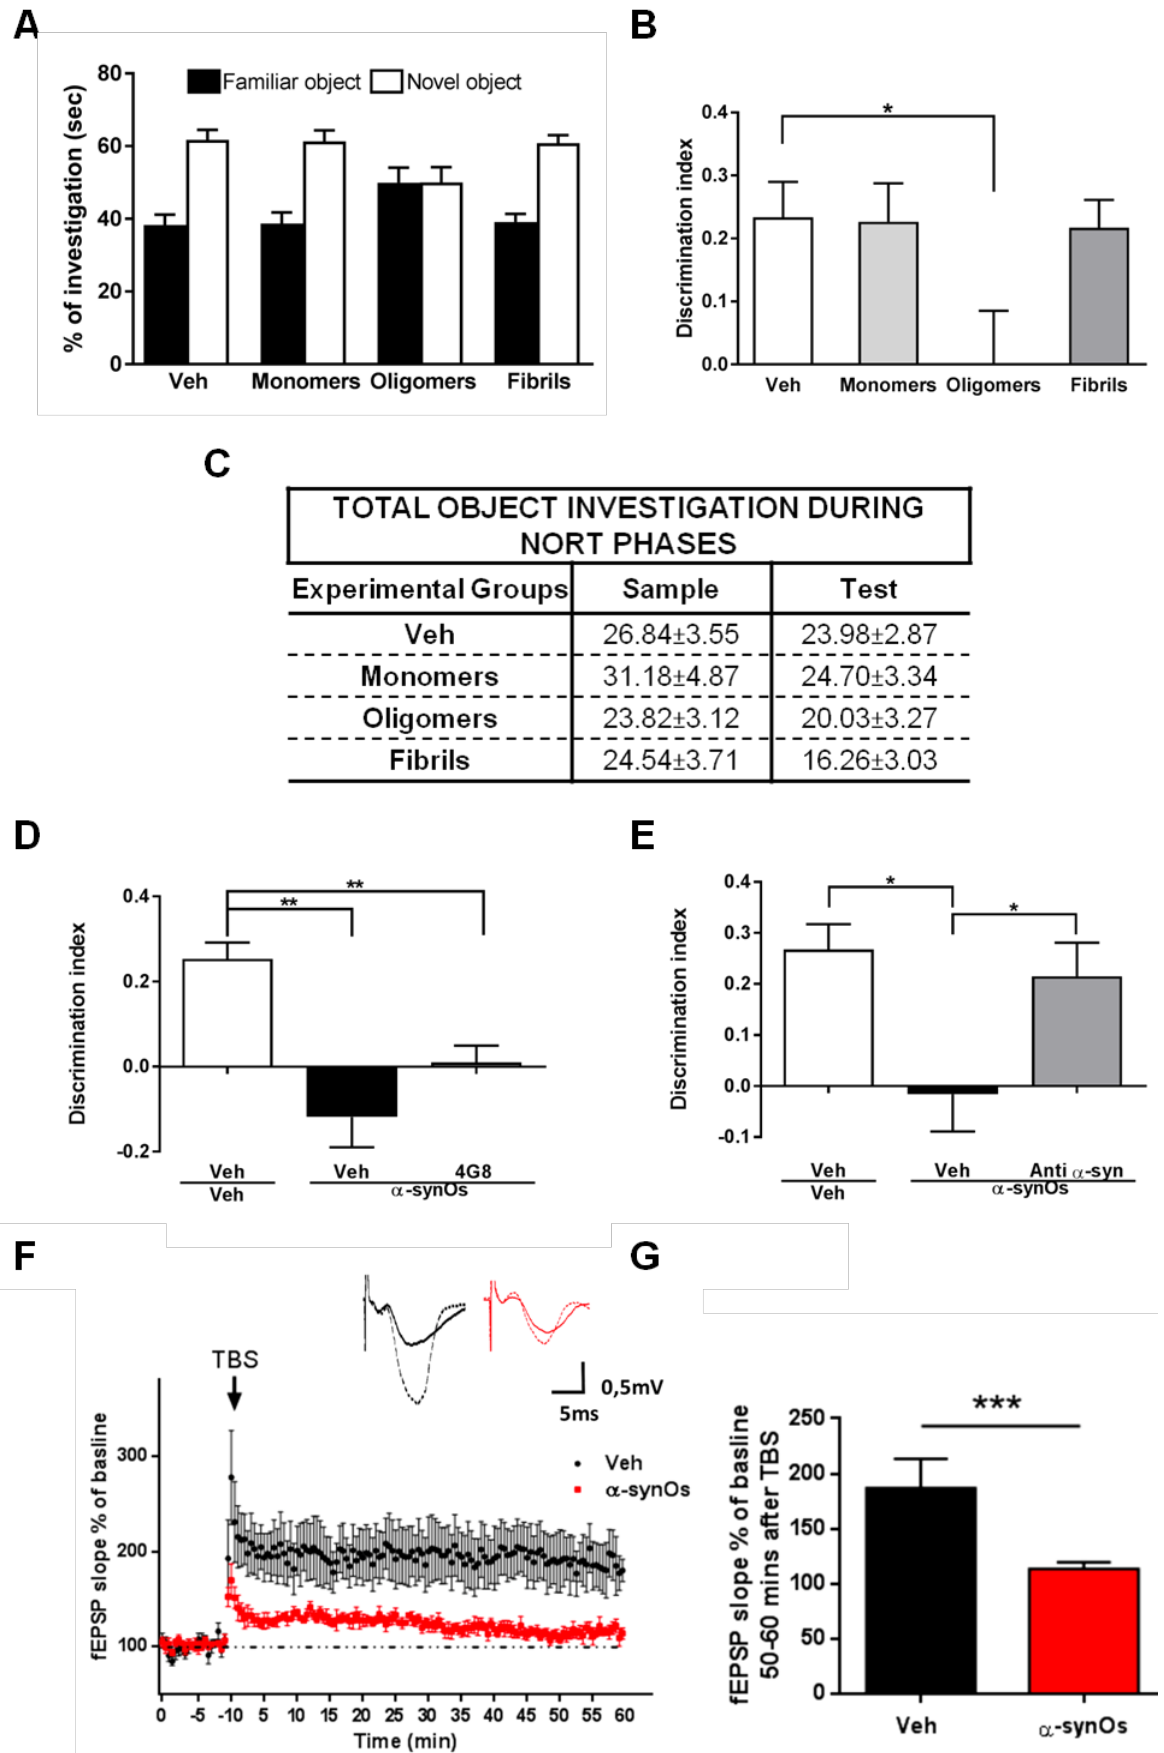 A
80
60
40
20
0
% of investigation (sec)
Familiar object
Novel object
Veh
Monomers
Oligomers
Fibrils
B
0.4
0.3
0.2
0.1
0.0
Discrimination index
*
Veh
Monomers
Oligomers
Fibrils
C
TOTAL OBJECT INVESTIGATION DURING
NORT PHASES
Experimental Groups Sample Test
Veh 26.84±3.55 23.98±2.87
Monomers 31.18±4.87 24.70±3.34
Oligomers 23.82±3.12 20.03±3.27
Fibrils 24.54±3.71 16.26±3.03
D
0.4
0.2
0.0
-0.2
Discrimination index
**
**
Veh Veh 4G8
Veh α-synOs
E
0.4
0.3
0.2
0.1
0.0
-0.1
Discrimination index
*
*
Veh Veh Anti α-syn
Veh α-synOs
F
TBS
0,5mV
5ms
Veh
α-synOs
300
200
100
fEPSP slope % of basline
0 -5 -10 5 10 15 20 25 30 35 40 45 50 55 60
Time (min)
G
***
250
200
150
100
50
0
fEPSP slope % of basline
50-60 mins after TBS
Veh
α-synOs